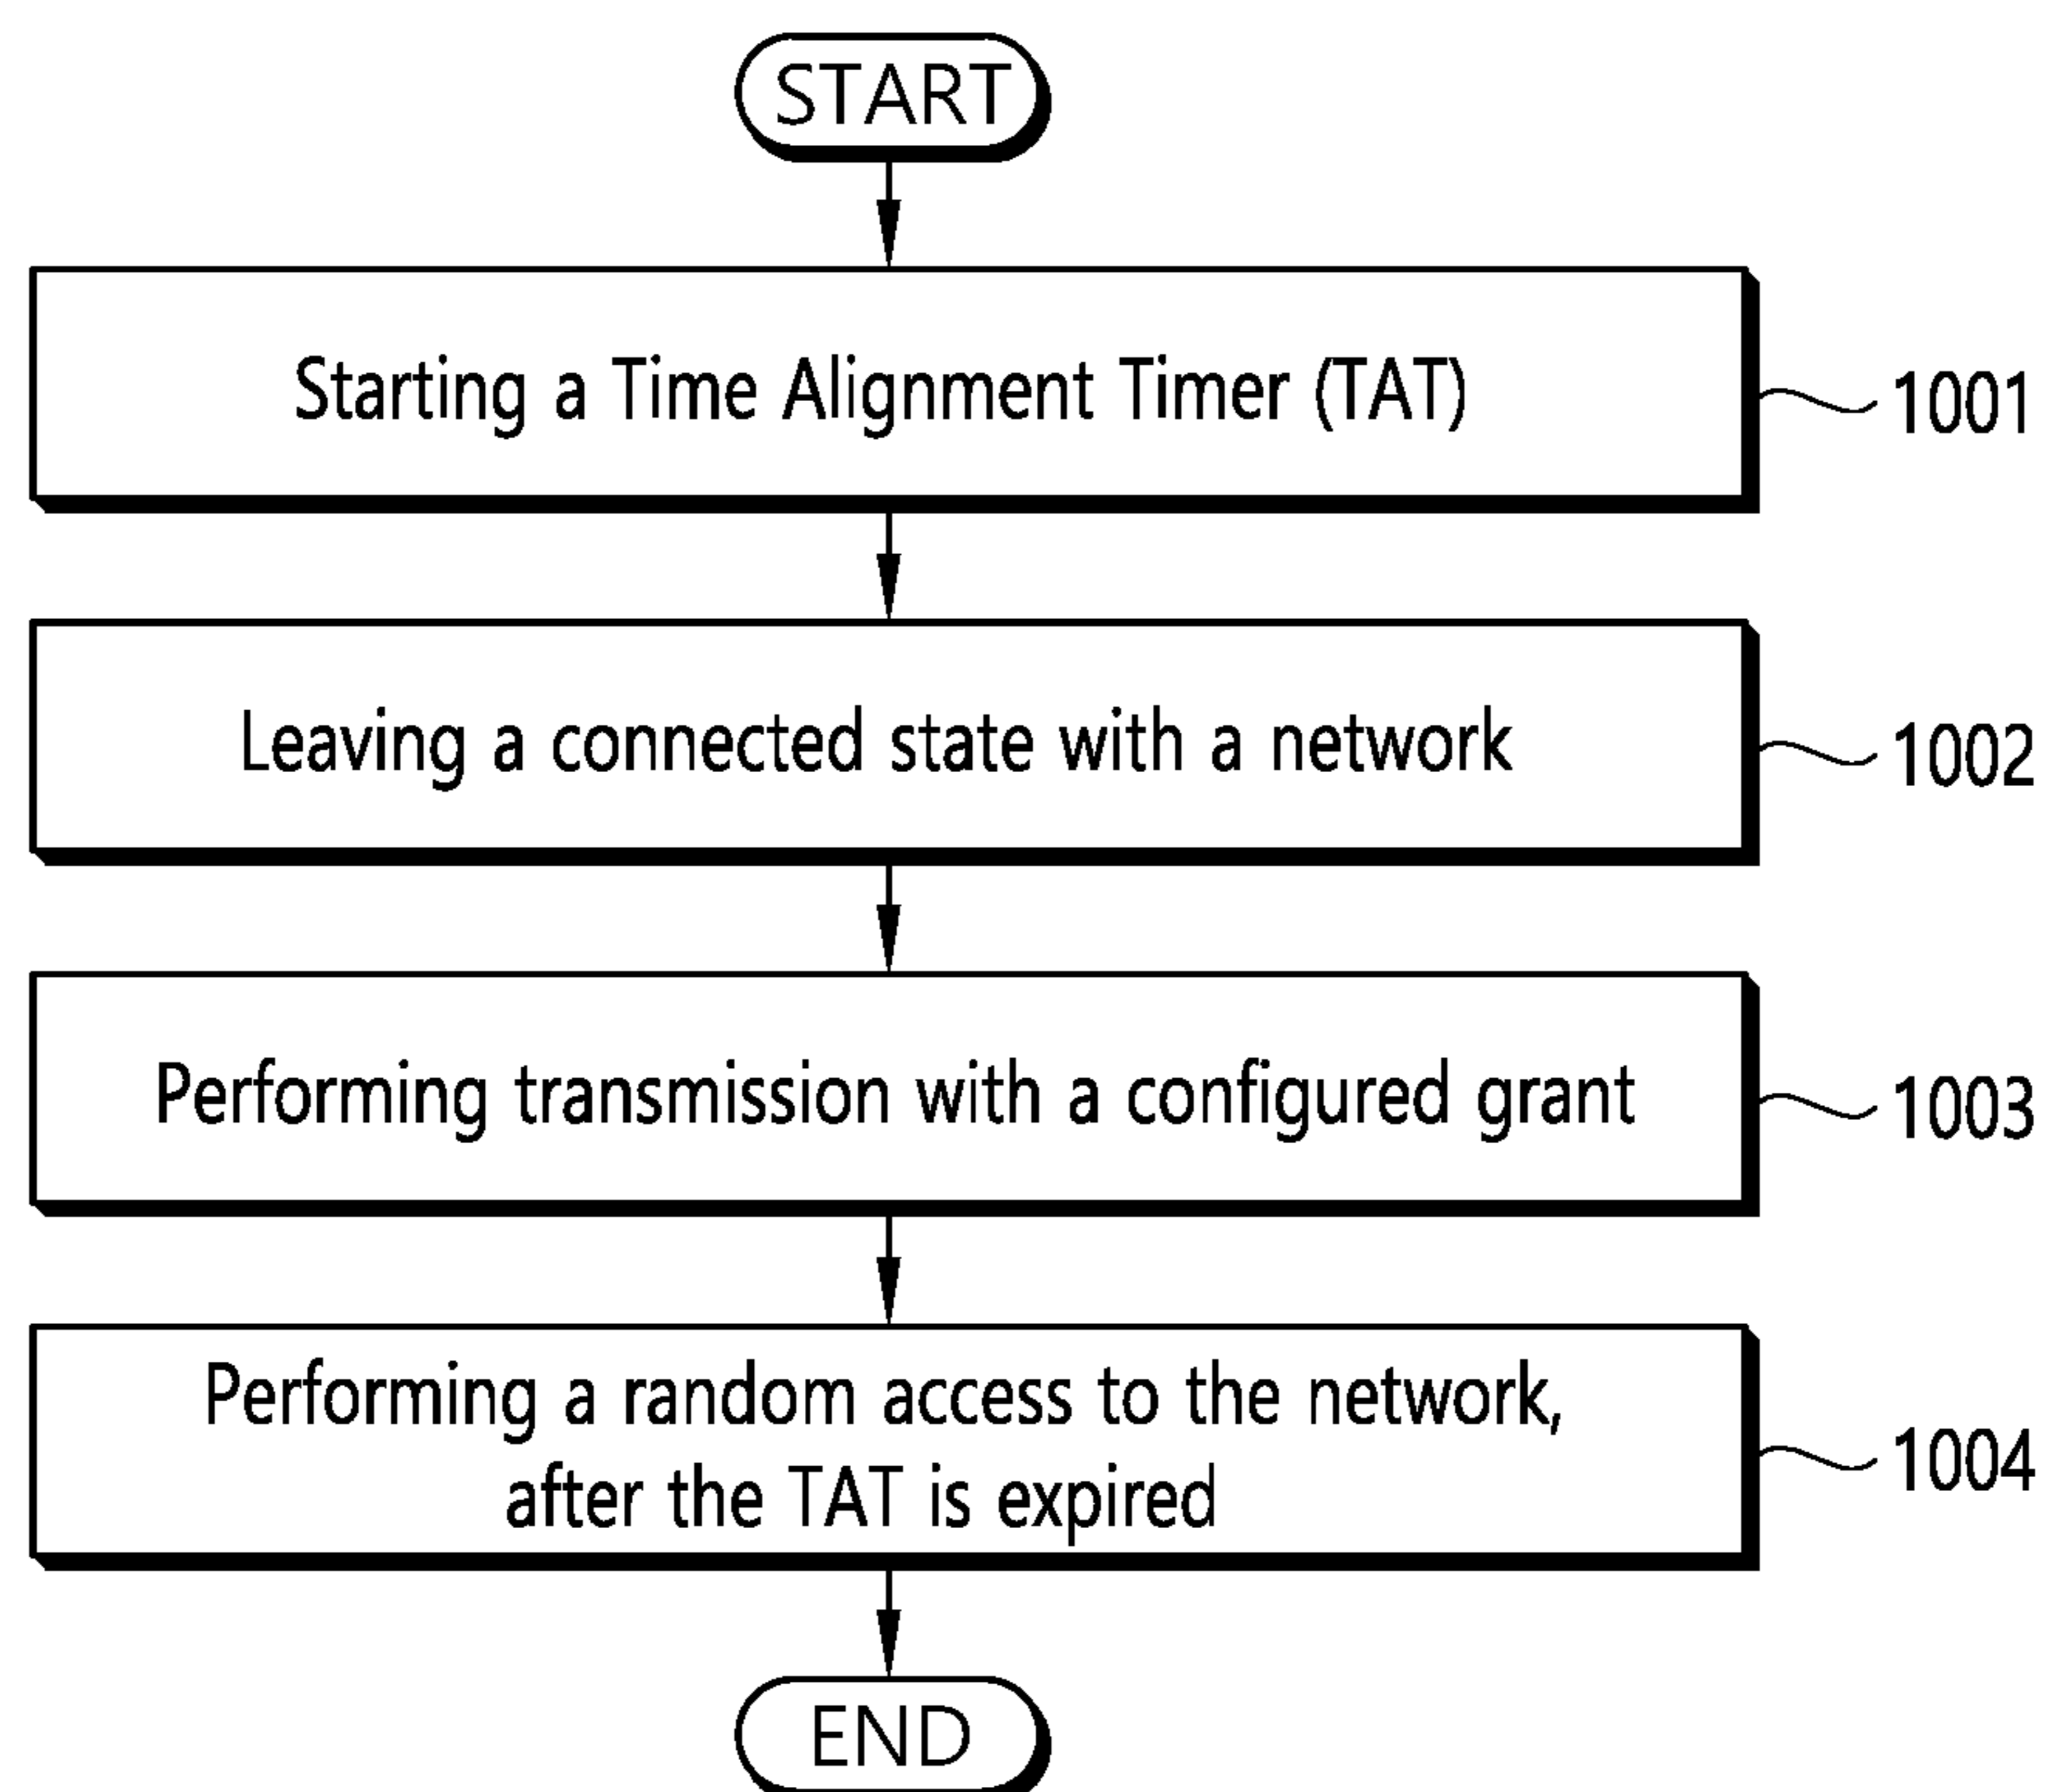 START
Starting a Time Alignment Timer (TAT)
1001
Leaving a connected state with a network
1002
Performing transmission with a configured grant
1003
Performing a random access to the network,
after the TAT is expired
1004
END